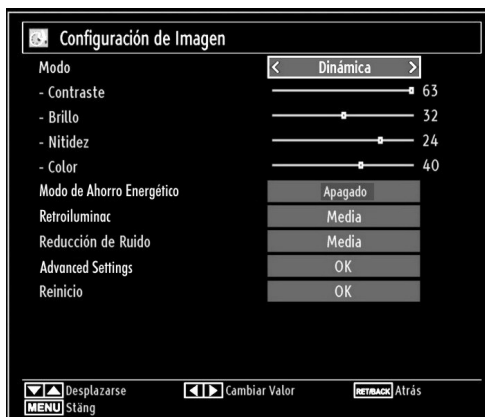 Configuración de Imagen
Modo Dinámica
- Contraste 63
- Brillo 32
- Nitidez 24
- Color 40
Modo de Ahorro Energético Apagado
Retroiluminac Media
Reducción de Ruido Media
Advanced Settings OK
Reinicio OK
Desplazarse Cambiar Valor RET/BACK Atrás
MENU Stäng